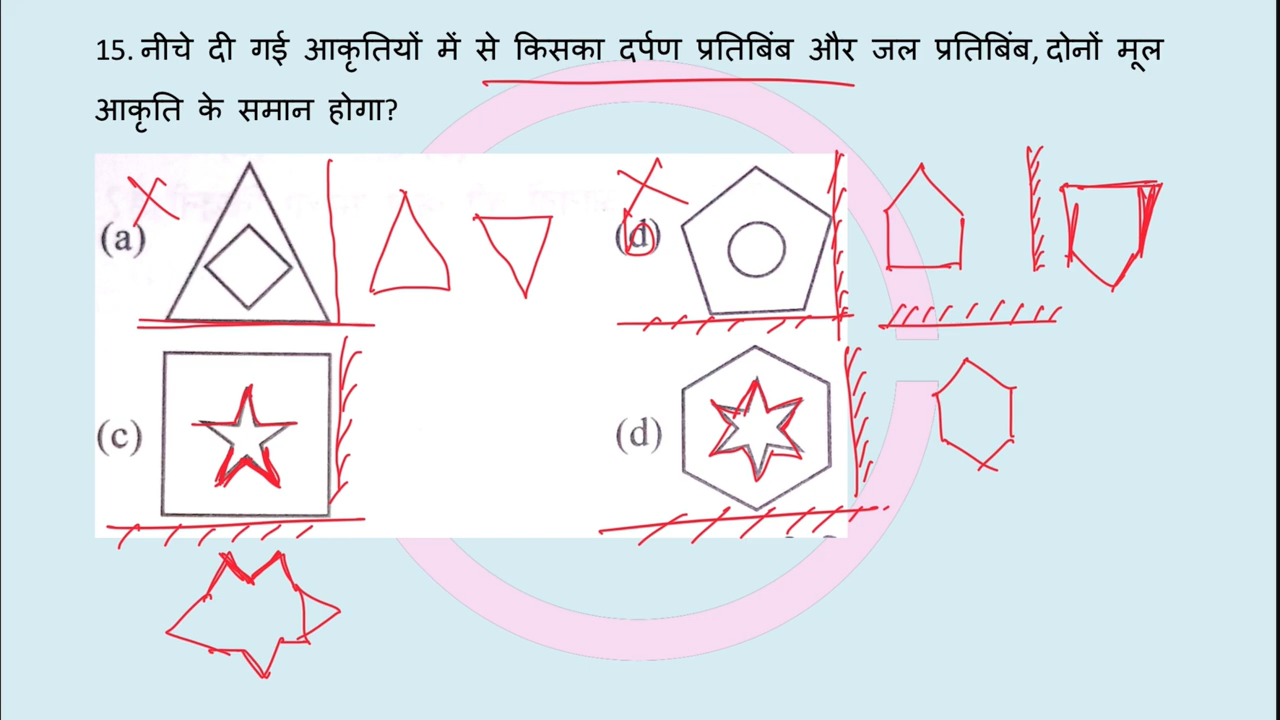 15. नीचे दी गई आकृतियों में से किसका दर्पण प्रतिबिंब और जल प्रतिबिंब, दोनों मूल
आकृति के समान होगा?
(a)
(d)
(c)
(d)